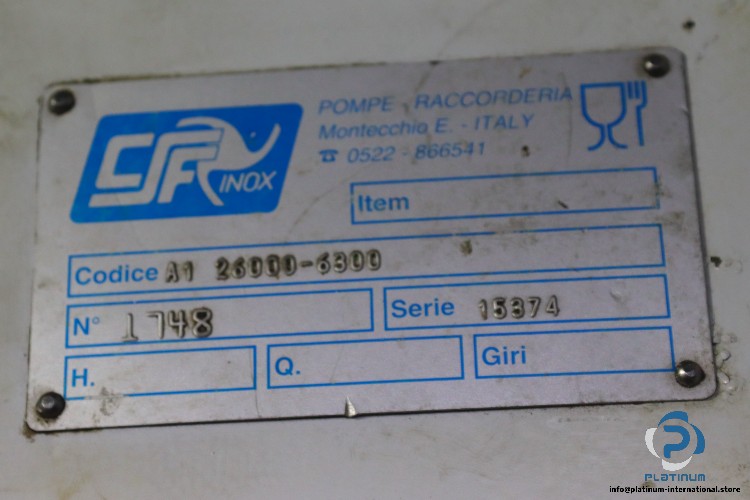 CSF INOX
POMPE - RACCORDERIA
Montecchio E. - ITALY
☎ 0522 - 866541
Item
Codice A1 26000-6300
N° 1748
Serie 15374
H.
Q.
Giri
PLATINUM
info@platinum-international.store